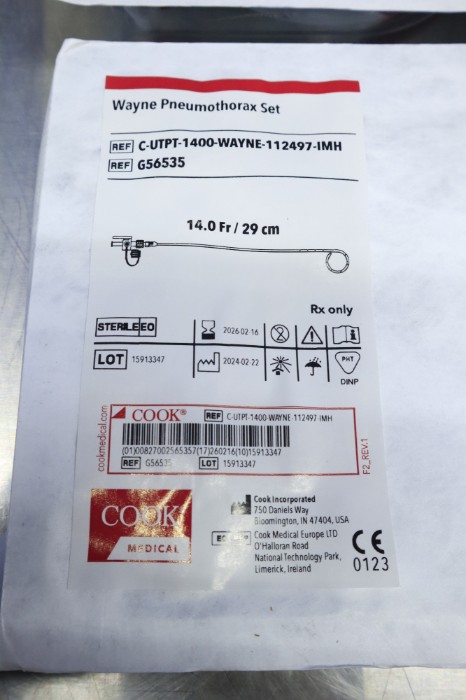 Wayne Pneumothorax Set
REF C-UTPT-1400-WAYNE-112497-IMH
REF G56535
14.0 Fr / 29 cm
Rx only
STERILE EO
2026-02-16
LOT 15913347
2024-02-22
PHT
DINP
cookmedical.com
COOK®
REF C-UTPT-1400-WAYNE-112497-IMH
(01)00827002565357(17)260216(10)15913347
REF G56535
LOT 15913347
F2_REV.1
COOK
MEDICAL
Cook Incorporated
750 Daniels Way
Bloomington, IN 47404, USA
Cook Medical Europe LTD
O'Halloran Road
National Technology Park,
Limerick, Ireland
CE
0123